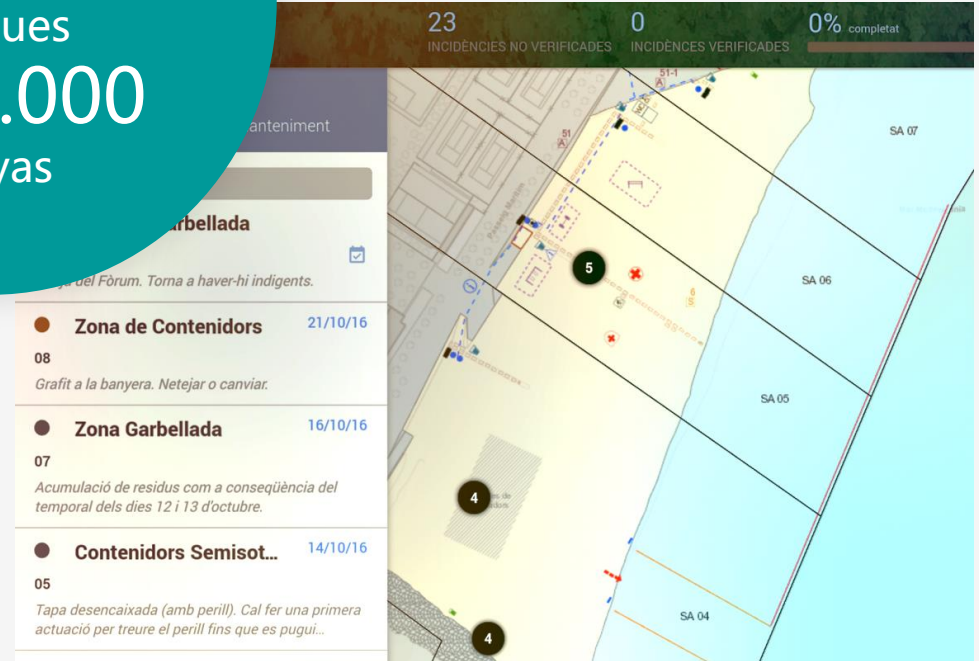 ues
.000
vas
23
INCIDÈNCIES NO VERIFICADES
0
INCIDÈNCES VERIFICADES
0% completat
anteniment
rbellada
del Fòrum. Torna a haver-hi indigents.
Zona de Contenidors 21/10/16
08
Grafit a la banyera. Netejar o canviar.
Zona Garbellada 16/10/16
07
Acumulació de residus com a conseqüència del
temporal dels dies 12 i 13 d'octubre.
Contenidors Semisot... 14/10/16
05
Tapa desencaixada (amb perill). Cal fer una primera
actuació per treure el perill fins que es pugui...
51-1
A
51
A
SA 07
SA 06
SA 05
SA 04
5
6
S
4
4